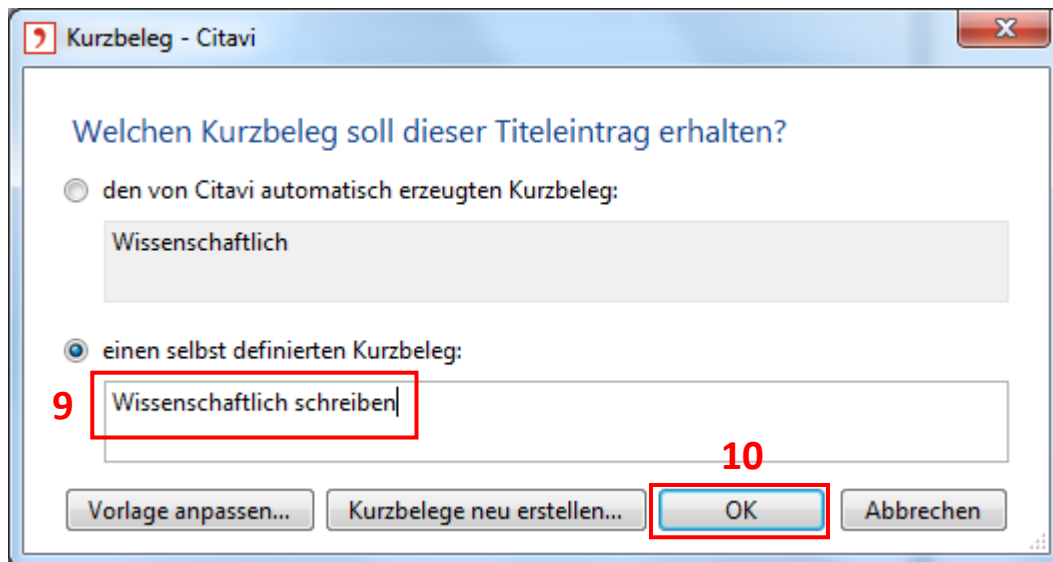 Kurzbeleg - Citavi
Welchen Kurzbeleg soll dieser Titeleintrag erhalten?
den von Citavi automatisch erzeugten Kurzbeleg:
Wissenschaftlich
einen selbst definierten Kurzbeleg:
9 Wissenschaftlich schreiben
10
Vorlage anpassen... Kurzbelege neu erstellen... OK Abbrechen